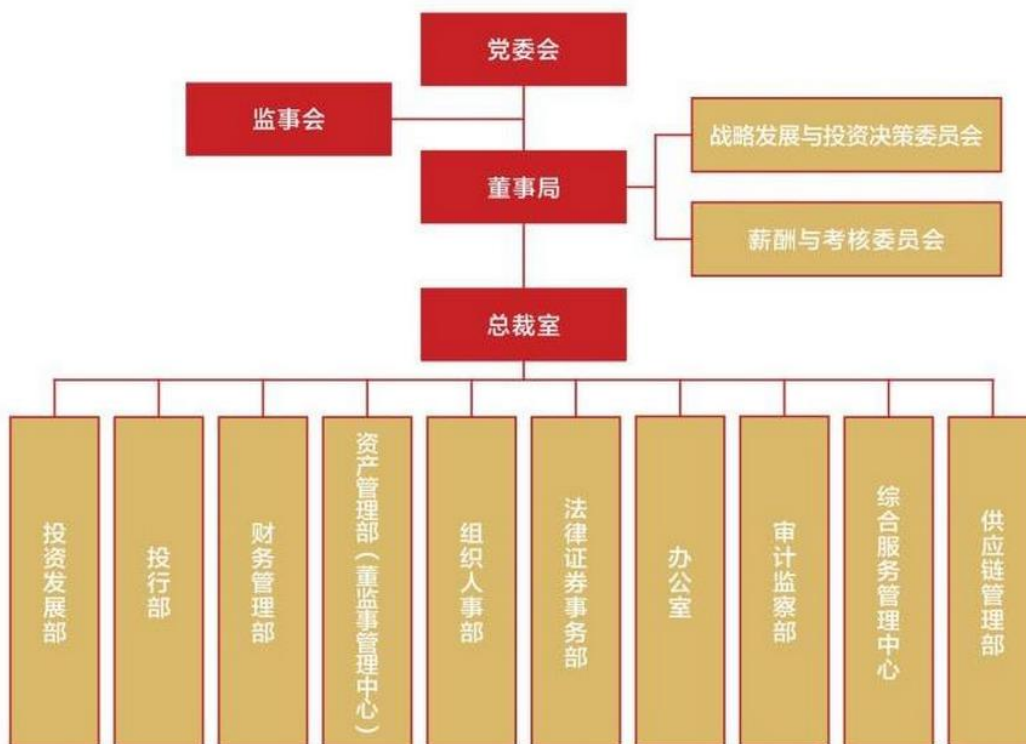 党委会
监事会
战略发展与投资决策委员会
董事局
薪酬与考核委员会
总裁室
投资发展部
投行部
财务管理部
资产管理部（董监事管理中心）
组织人事部
法律证券事务部
办公室
审计监察部
综合服务管理中心
供应链管理部